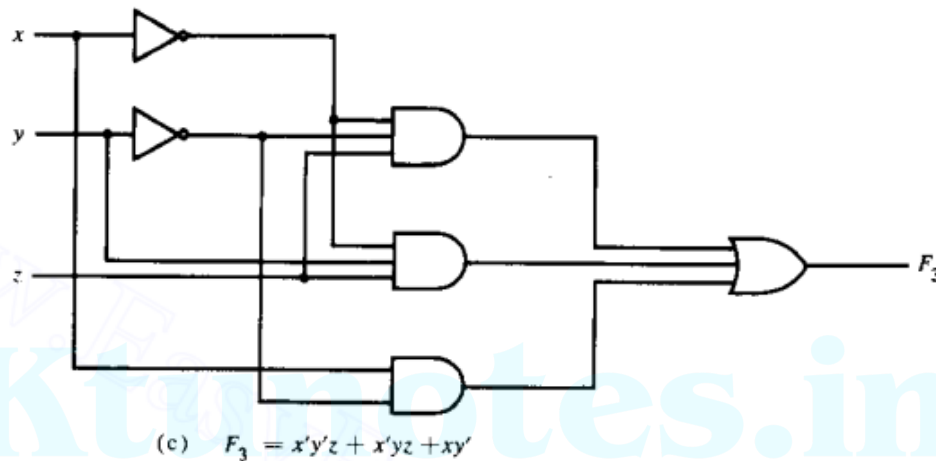 x
y
z
F₃
(c) F₃ = x'y'z + x'yz + xy'
Ktunotes.in